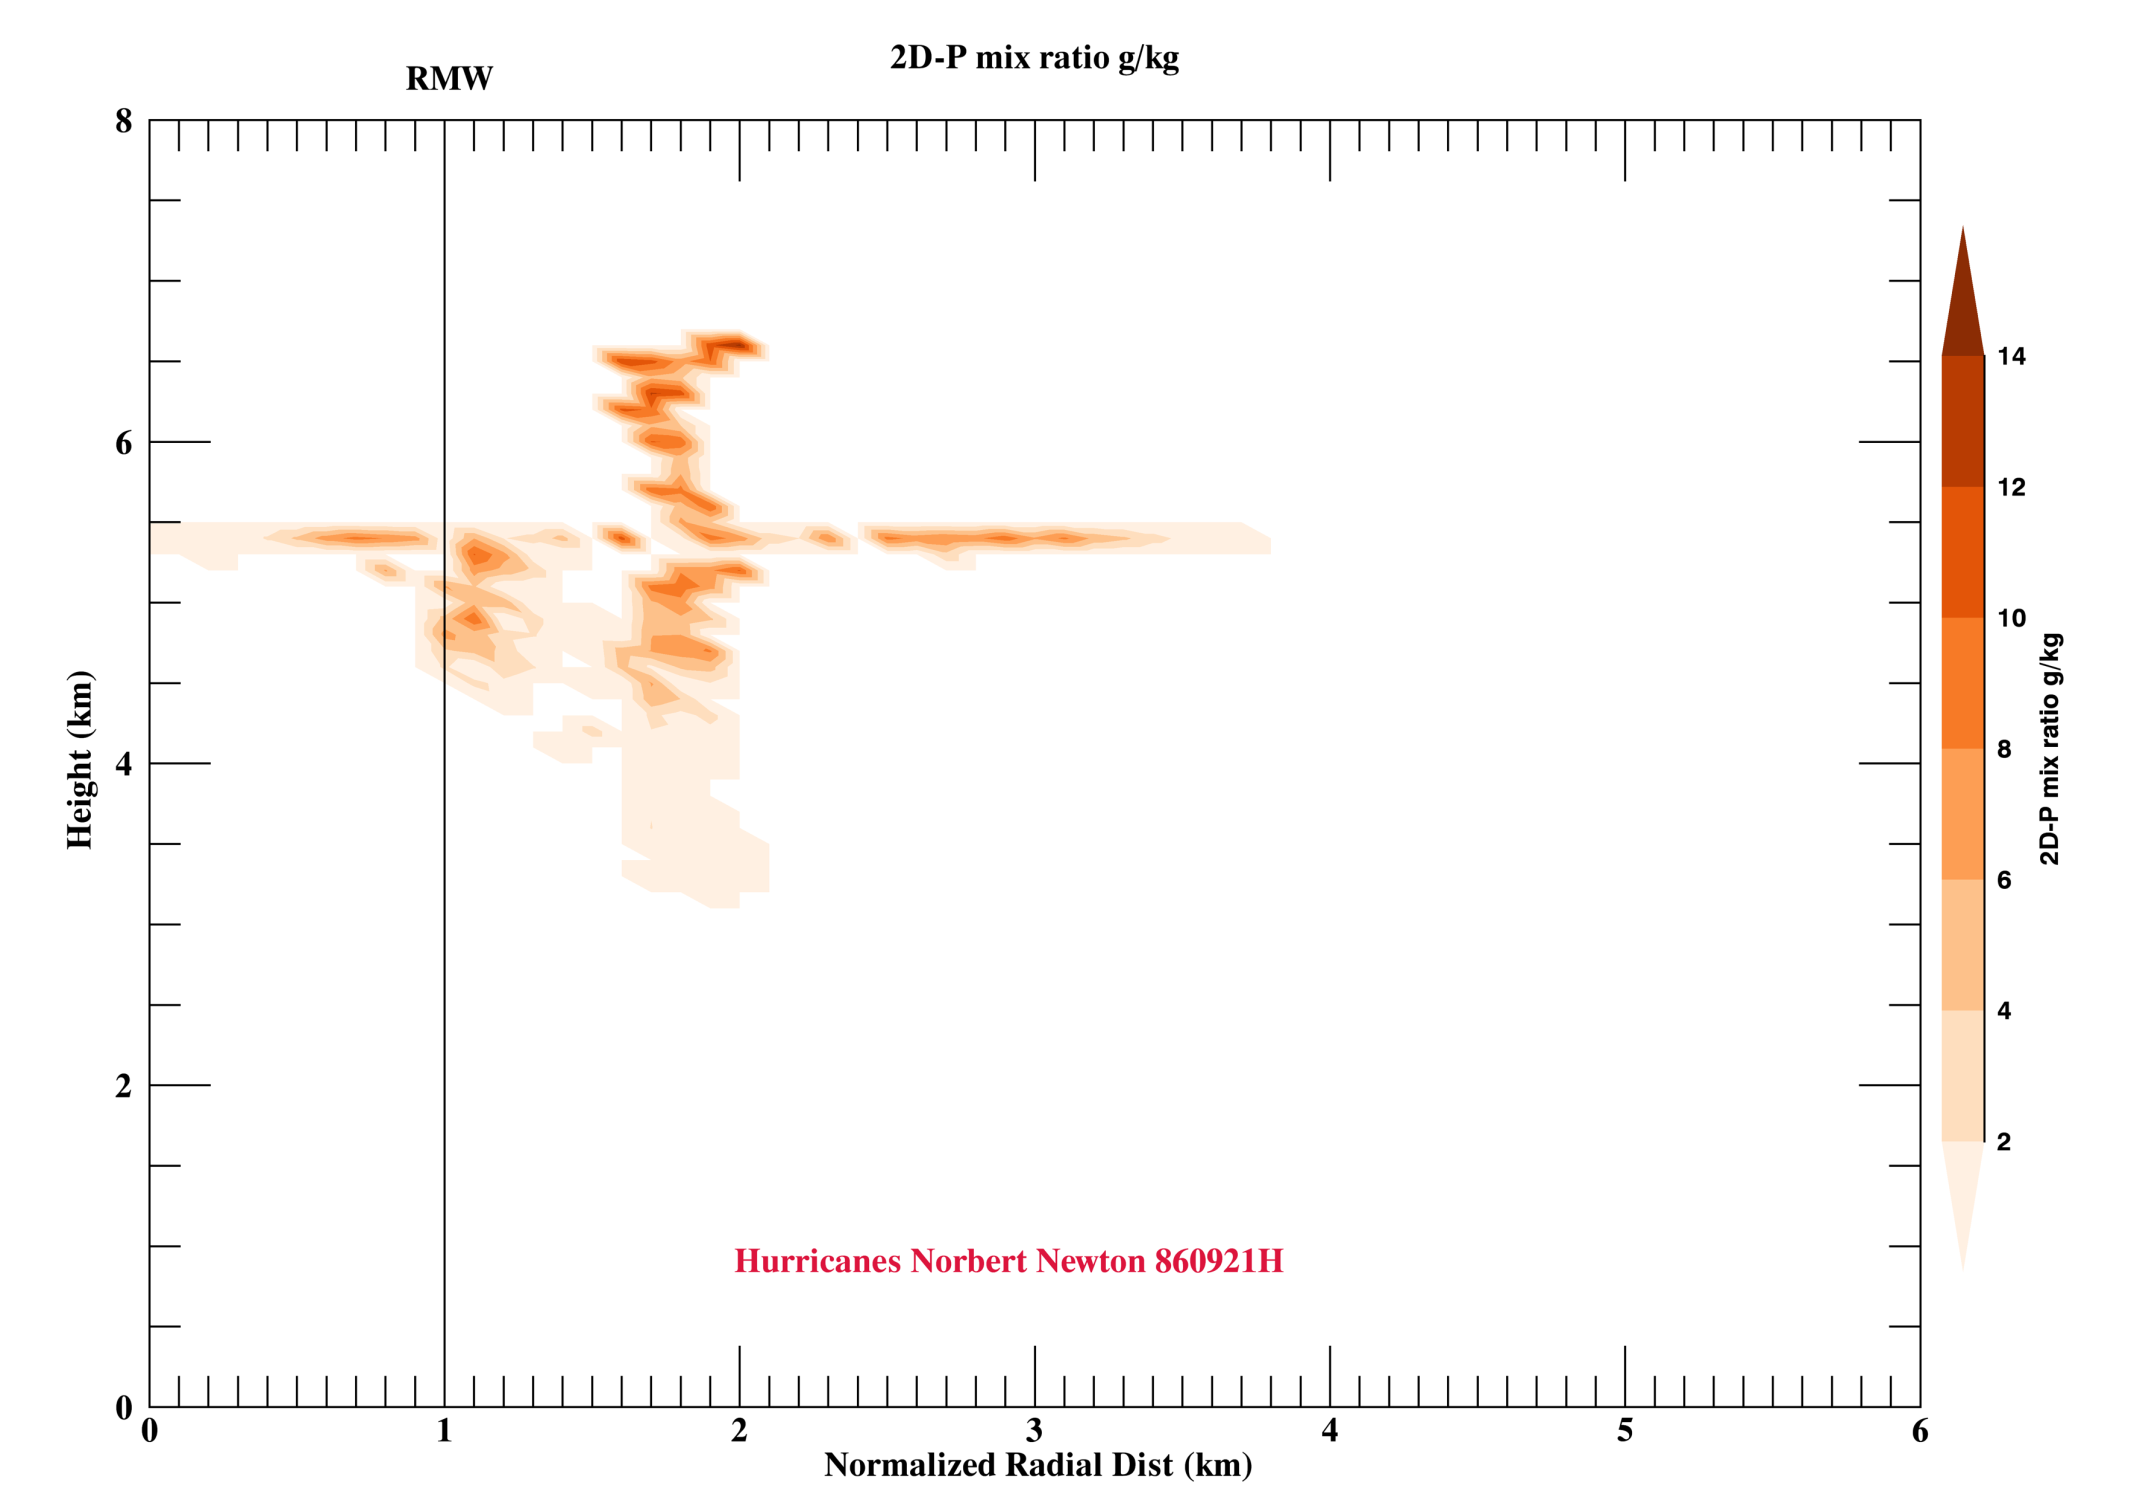 2D-P mix ratio g/kg
RMW
8
6
4
2
0
Height (km)
0 1 2 3 4 5 6
Normalized Radial Dist (km)
Hurricanes Norbert Newton 860921H
14
12
10
8
6
4
2
2D-P mix ratio g/kg